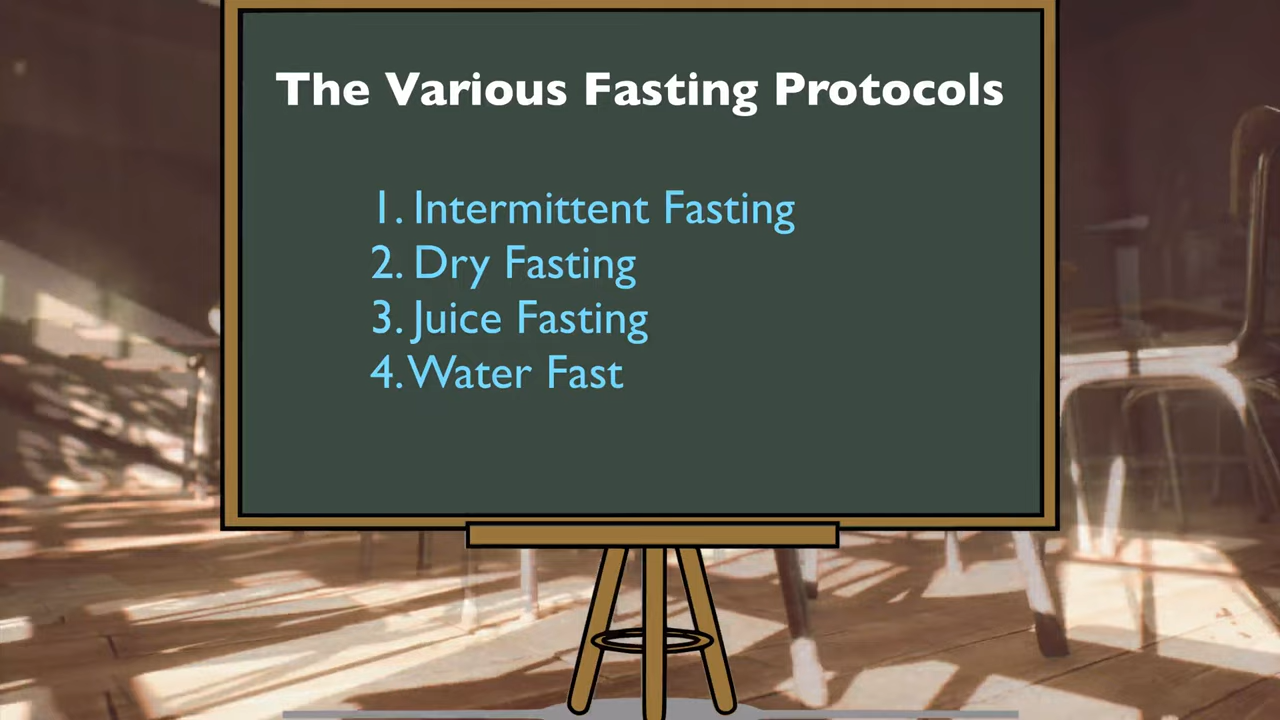 The Various Fasting Protocols
1. Intermittent Fasting
2. Dry Fasting
3. Juice Fasting
4. Water Fast